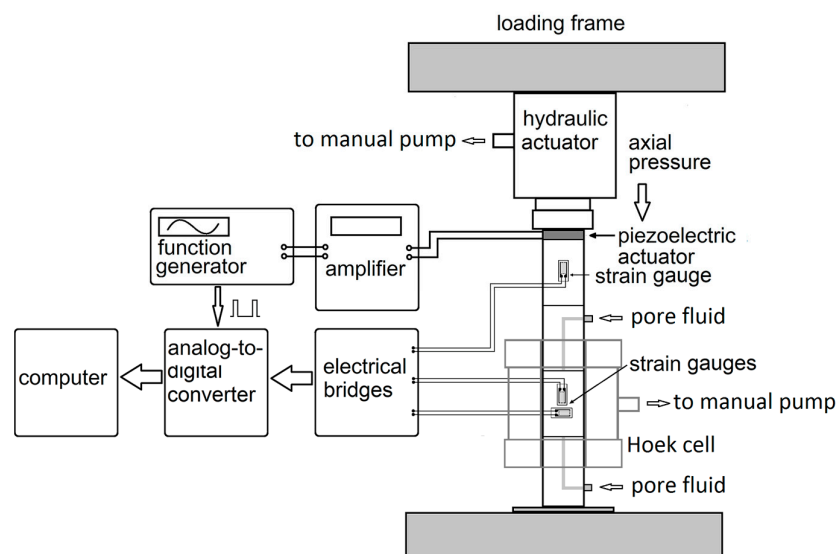 loading frame
hydraulic
actuator
to manual pump
axial
pressure
function
generator
amplifier
piezoelectric
actuator
strain gauge
pore fluid
computer
analog-to-
digital
converter
electrical
bridges
strain gauges
to manual pump
Hoek cell
pore fluid